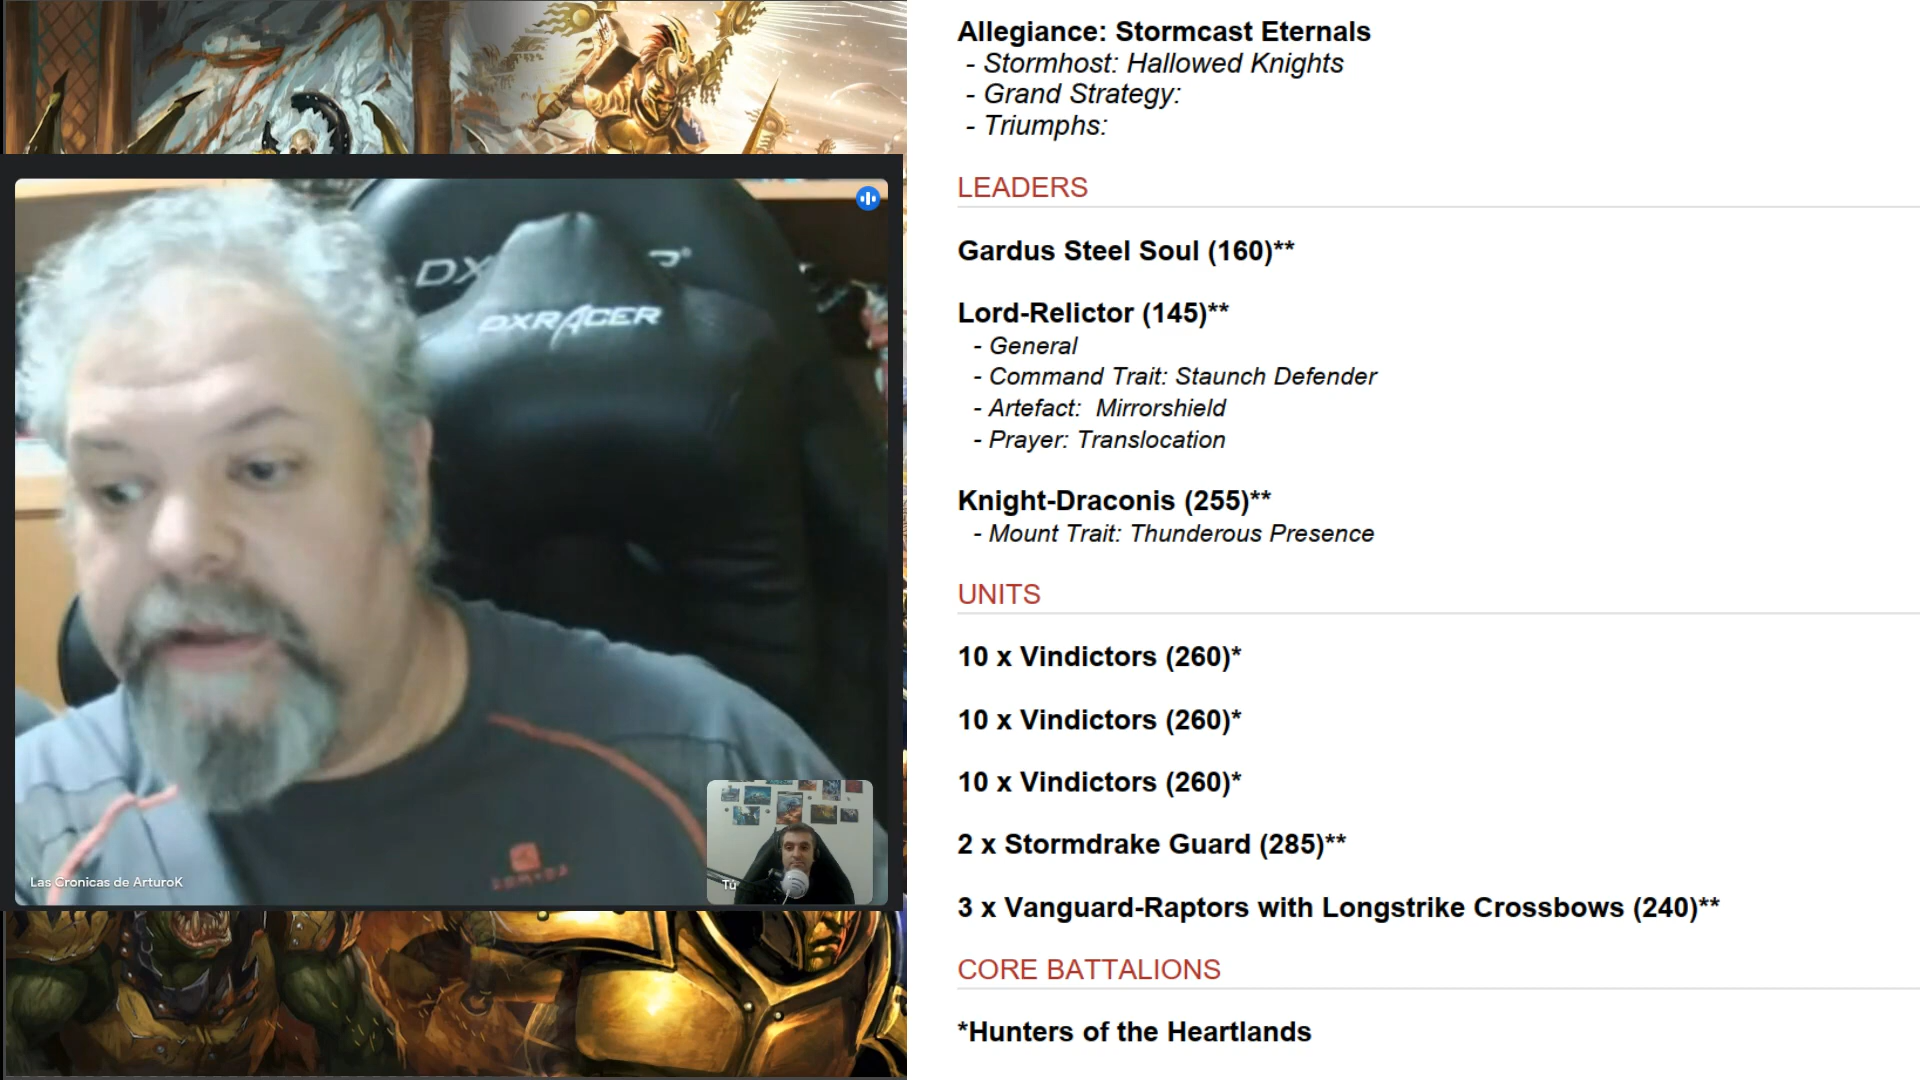 Allegiance: Stormcast Eternals
- Stormhost: Hallowed Knights
- Grand Strategy:
- Triumphs:
LEADERS
Gardus Steel Soul (160)**
Lord-Relictor (145)**
- General
- Command Trait: Staunch Defender
- Artefact: Mirrorshield
- Prayer: Translocation
Knight-Draconis (255)**
- Mount Trait: Thunderous Presence
UNITS
10 x Vindictors (260)*
10 x Vindictors (260)*
10 x Vindictors (260)*
2 x Stormdrake Guard (285)**
3 x Vanguard-Raptors with Longstrike Crossbows (240)**
CORE BATTALIONS
*Hunters of the Heartlands
DXRACER
Las Cronicas de ArturoK
Tú